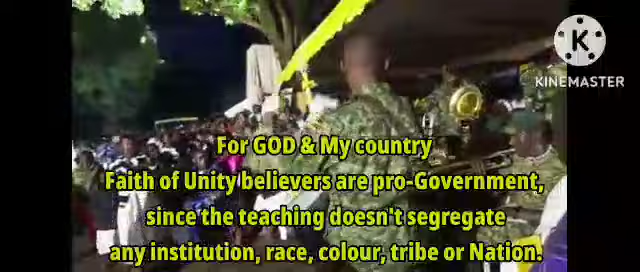 K
KINEMASTER
For GOD & My country
Faith of Unity believers are pro-Government,
since the teaching doesn't segregate
any institution, race, colour, tribe or Nation.